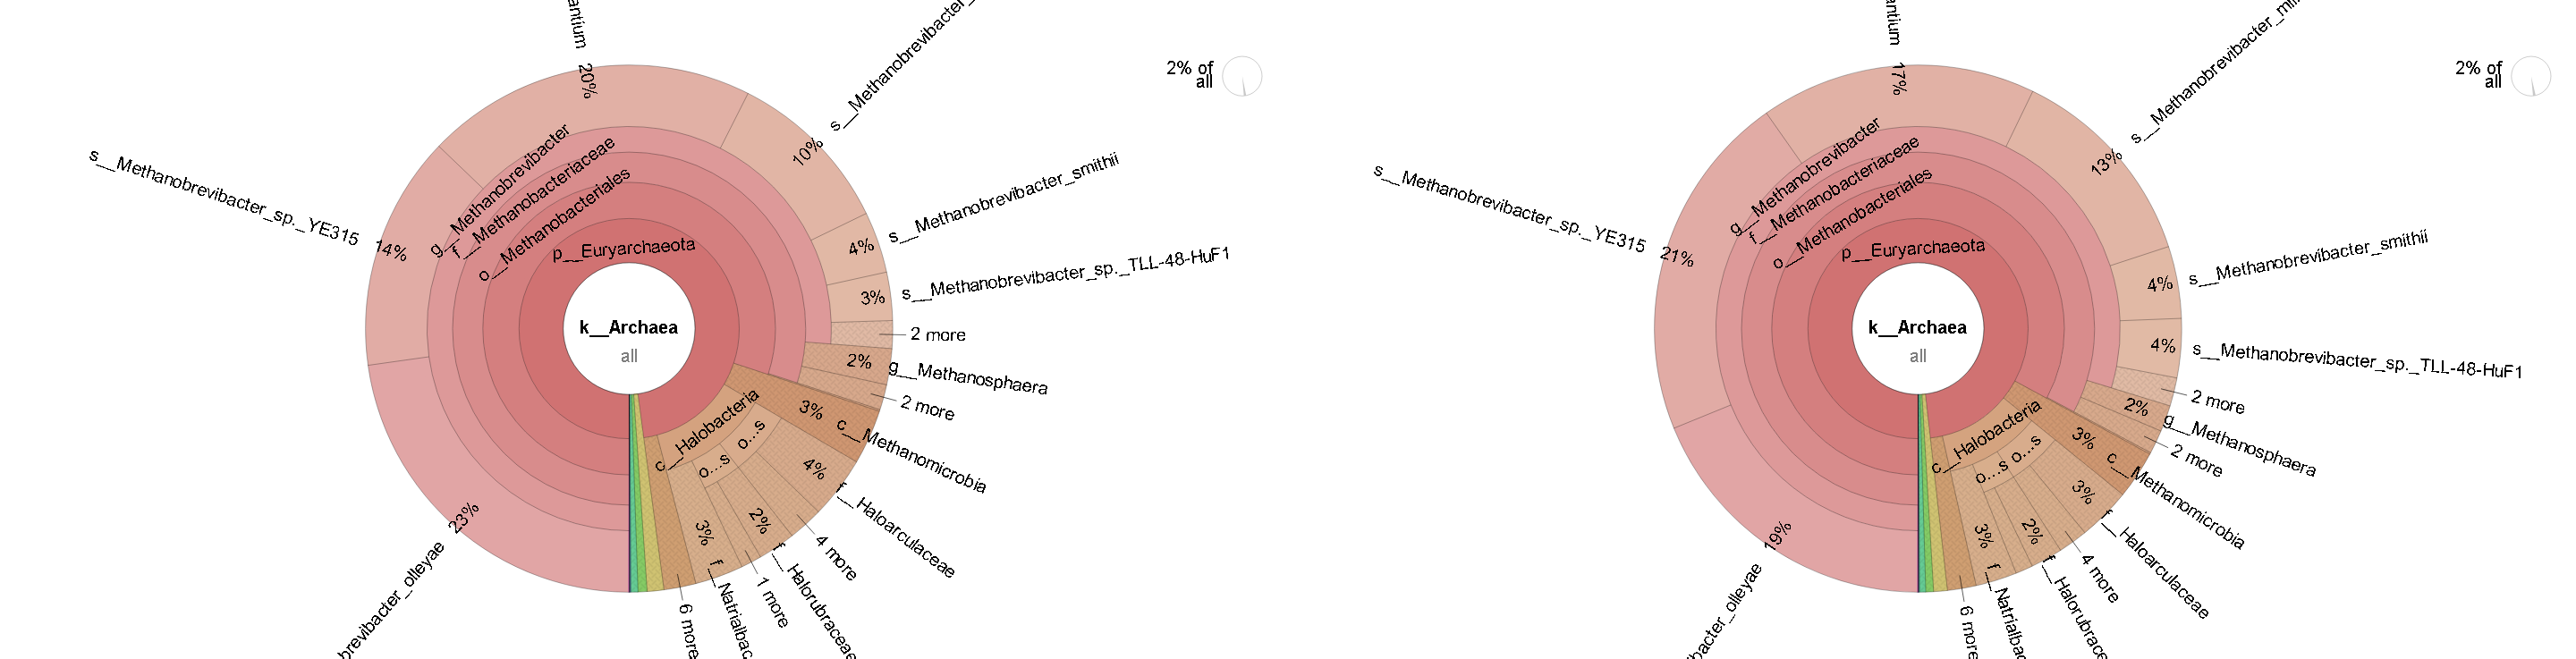 antium 20%
s__Methanobrevibacter_
10%
2% of
all
s__Methanobrevibacter_sp._YE315 14%
g__Methanobrevibacter
f__Methanobacteriaceae
o__Methanobacteriales
p__Euryarchaeota
4% s__Methanobrevibacter_smithii
3% s__Methanobrevibacter_sp._TLL-48-HuF1
k__Archaea
all
2 more
2% g__Methanosphaera
2 more
3% c__Methanomicrobia
c__Halobacteria
o...s
o...s
4% f__Haloarculaceae
4 more
2% f__Halorubraceae
1 more
3% f__Natrialbac
6 more
brevibacter_olleyae 23%
antium 17%
s__Methanobrevibacter_mil
13%
2% of
all
s__Methanobrevibacter_sp._YE315 21%
g__Methanobrevibacter
f__Methanobacteriaceae
o__Methanobacteriales
p__Euryarchaeota
4% s__Methanobrevibacter_smithii
4% s__Methanobrevibacter_sp._TLL-48-HuF1
k__Archaea
all
2 more
2% g__Methanosphaera
2 more
3% c__Methanomicrobia
c__Halobacteria
o...s
o...s
3% f__Haloarculaceae
4 more
2% f__Halorubrace
3% f__Natrialbac
6 more
bacter_olleyae 19%